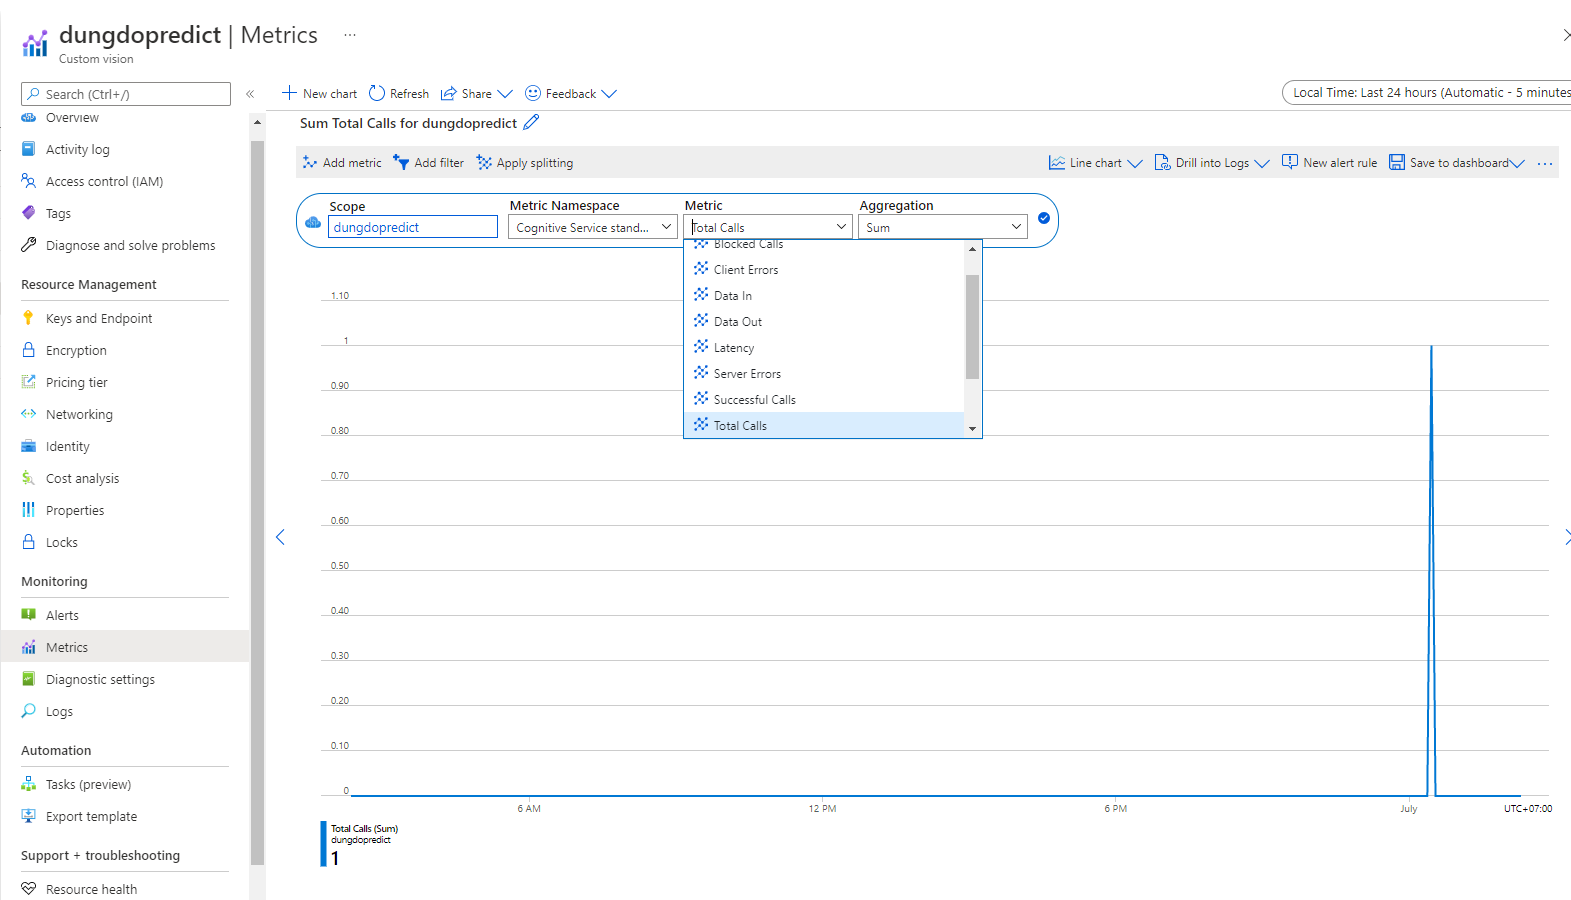 dungdopredict | Metrics ...
Custom vision
Search (Ctrl+/)
«
Overview
Activity log
Access control (IAM)
Tags
Diagnose and solve problems
Resource Management
Keys and Endpoint
Encryption
Pricing tier
Networking
Identity
Cost analysis
Properties
Locks
Monitoring
Alerts
Metrics
Diagnostic settings
Logs
Automation
Tasks (preview)
Export template
Support + troubleshooting
Resource health
New chart Refresh Share Feedback
Local Time: Last 24 hours (Automatic - 5 minutes
Sum Total Calls for dungdopredict
Add metric Add filter Apply splitting Line chart Drill into Logs New alert rule Save to dashboard ...
Scope Metric Namespace Metric Aggregation
dungdopredict Cognitive Service stand... Total Calls Sum
Blocked Calls
Client Errors
Data In
Data Out
Latency
Server Errors
Successful Calls
Total Calls
1.10
1
0.90
0.80
0.70
0.60
0.50
0.40
0.30
0.20
0.10
0
6 AM 12 PM 6 PM July UTC+07:00
Total Calls (Sum)
dungdopredict
1